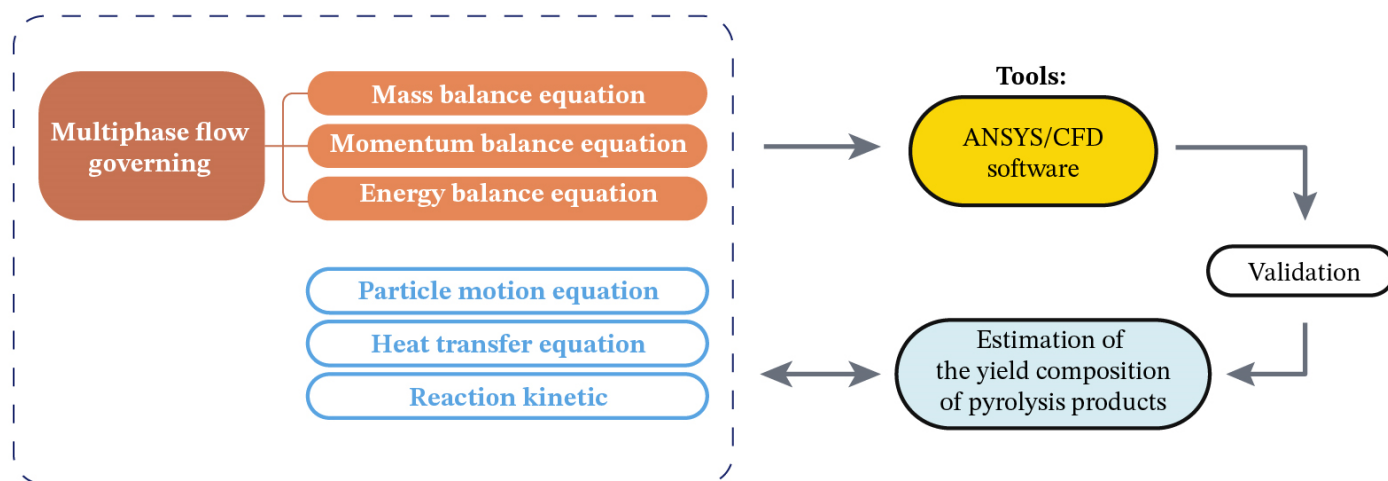 Multiphase flow
governing
Mass balance equation
Momentum balance equation
Energy balance equation
Particle motion equation
Heat transfer equation
Reaction kinetic
Tools:
ANSYS/CFD
software
Validation
Estimation of
the yield composition
of pyrolysis products